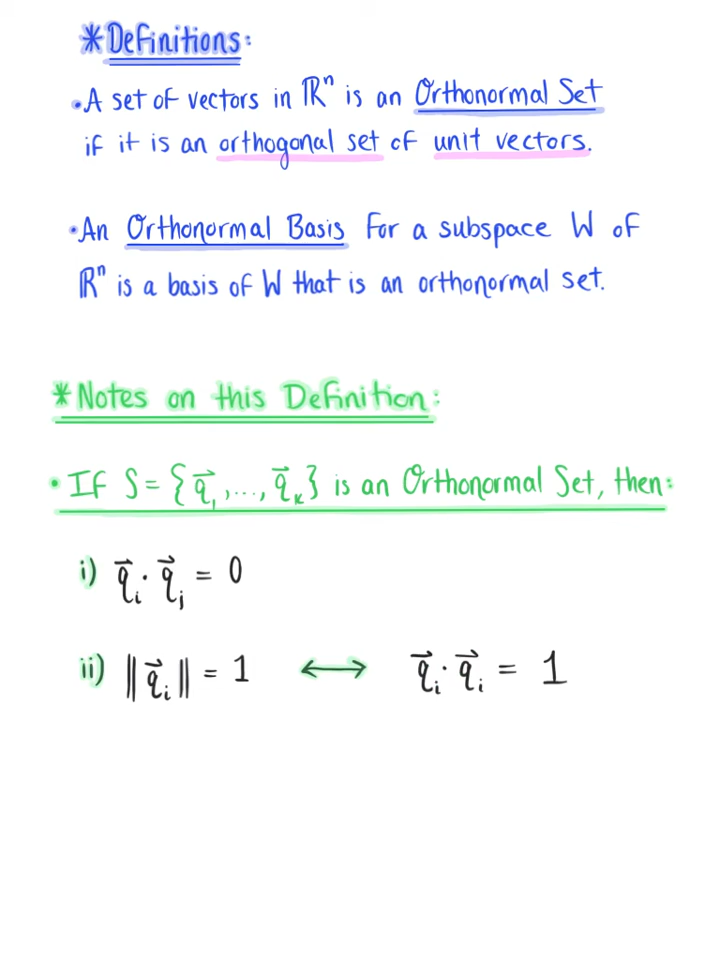 *Definitions:
• A set of vectors in ℝⁿ is an Orthonormal Set
if it is an orthogonal set of unit vectors.
• An Orthonormal Basis for a subspace W of
ℝⁿ is a basis of W that is an orthonormal set.
* Notes on this Definition:
• If S = {q⃗₁, ..., q⃗ₖ} is an Orthonormal Set, then:
i) q⃗ᵢ · q⃗ⱼ = 0
ii) ‖q⃗ᵢ‖ = 1 ⟷ q⃗ᵢ · q⃗ᵢ = 1